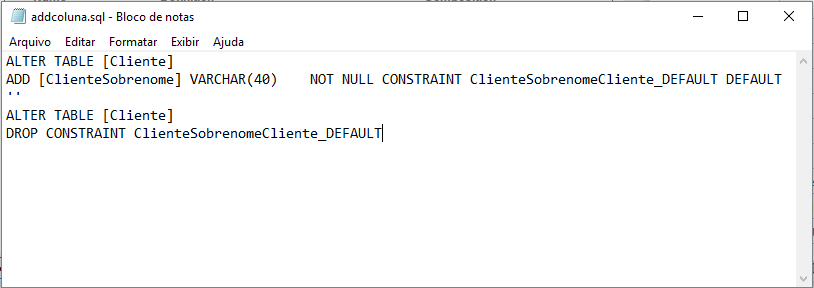 addcoluna.sql - Bloco de notas
Arquivo Editar Formatar Exibir Ajuda
ALTER TABLE [Cliente]
ADD [ClienteSobrenome] VARCHAR(40)    NOT NULL CONSTRAINT ClienteSobrenomeCliente_DEFAULT DEFAULT
''
ALTER TABLE [Cliente]
DROP CONSTRAINT ClienteSobrenomeCliente_DEFAULT